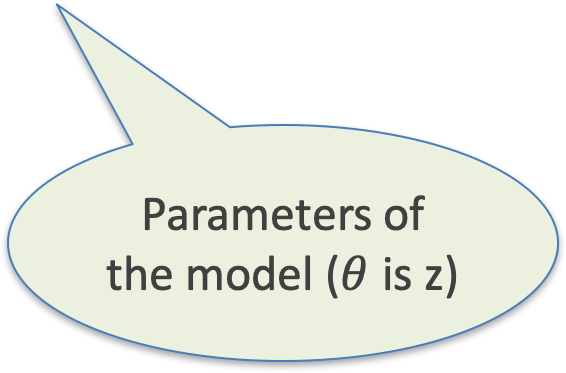 Parameters of
the model (θ is z)